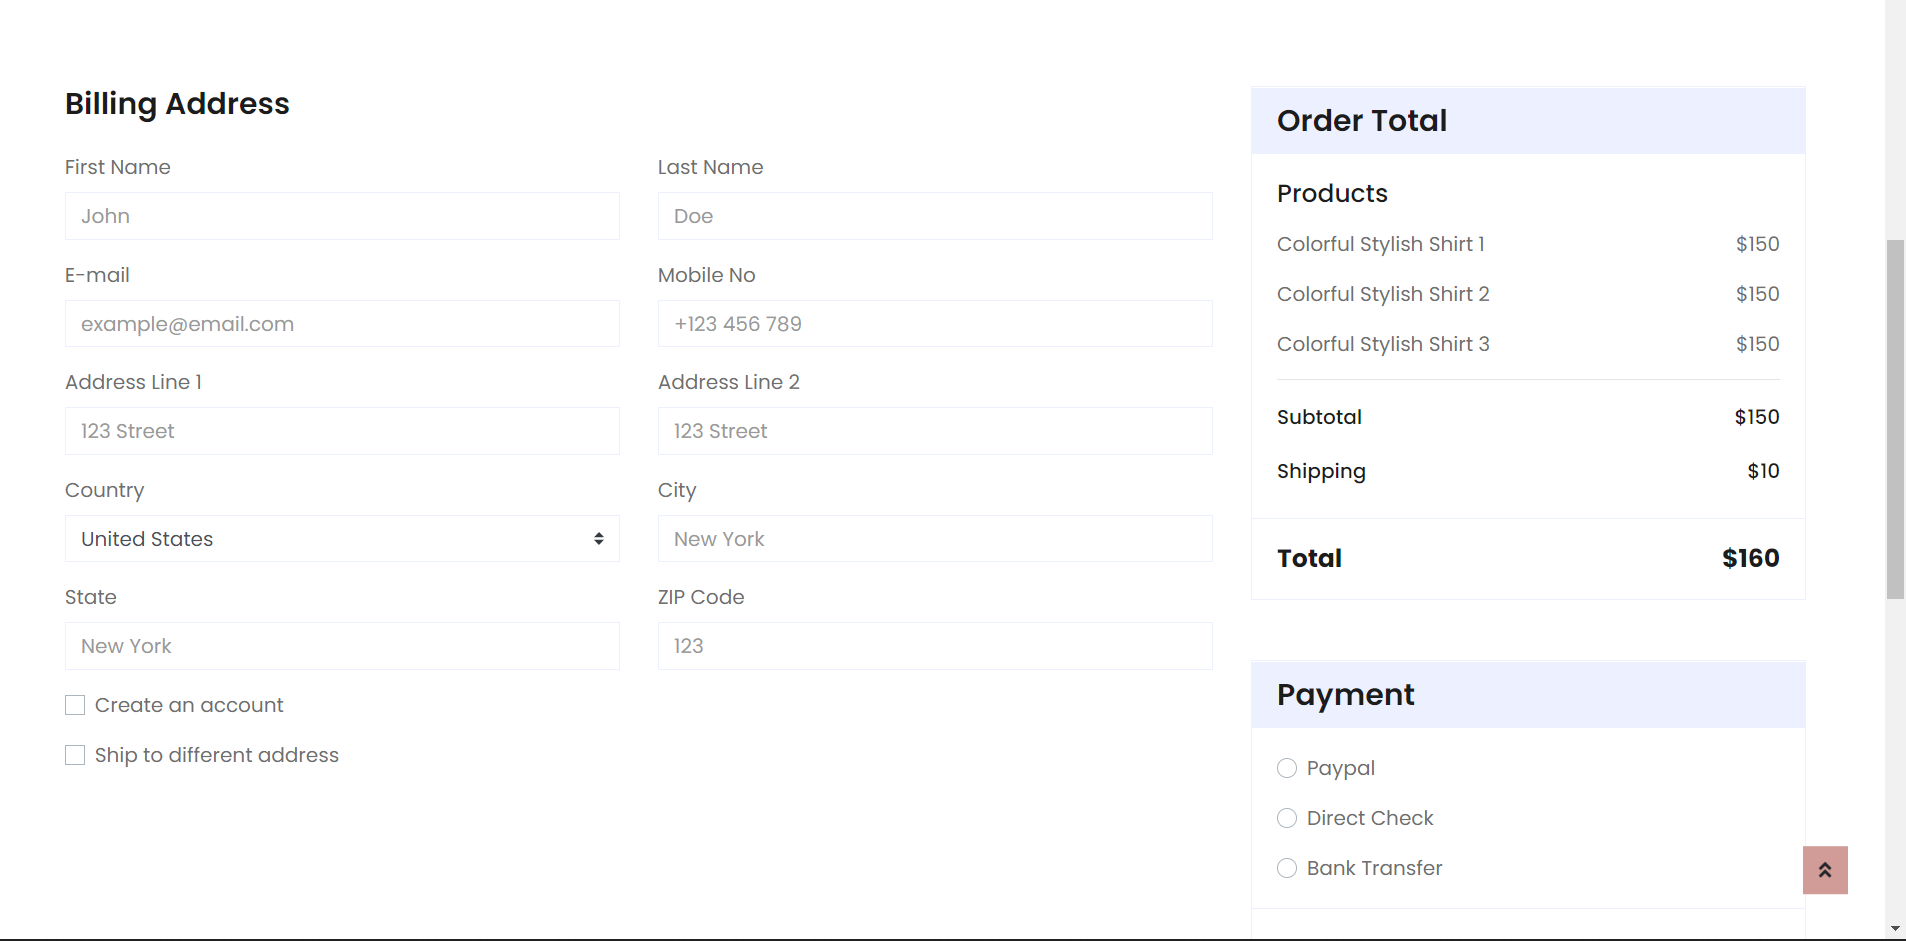 Billing Address
First Name
John
Last Name
Doe
E-mail
example@email.com
Mobile No
+123 456 789
Address Line 1
123 Street
Address Line 2
123 Street
Country
United States
City
New York
State
New York
ZIP Code
123
Create an account
Ship to different address
Order Total
Products
Colorful Stylish Shirt 1 $150
Colorful Stylish Shirt 2 $150
Colorful Stylish Shirt 3 $150
Subtotal $150
Shipping $10
Total $160
Payment
Paypal
Direct Check
Bank Transfer